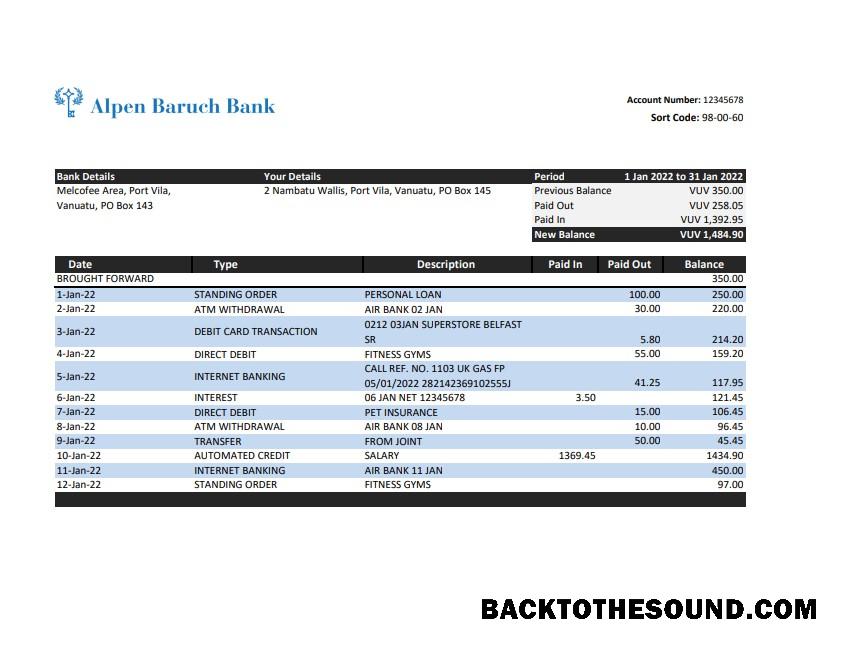 Alpen Baruch Bank
Account Number: 12345678
Sort Code: 98-00-60
Bank Details Your Details Period 1 Jan 2022 to 31 Jan 2022
Melcofee Area, Port Vila, 2 Nambatu Wallis, Port Vila, Vanuatu, PO Box 145 Previous Balance VUV 350.00
Vanuatu, PO Box 143 Paid Out VUV 258.05
Paid In VUV 1,392.95
New Balance VUV 1,484.90
Date Type Description Paid In Paid Out Balance
BROUGHT FORWARD 350.00
1-Jan-22 STANDING ORDER PERSONAL LOAN 100.00 250.00
2-Jan-22 ATM WITHDRAWAL AIR BANK 02 JAN 30.00 220.00
3-Jan-22 DEBIT CARD TRANSACTION 0212 03JAN SUPERSTORE BELFAST
SR 5.80 214.20
4-Jan-22 DIRECT DEBIT FITNESS GYMS 55.00 159.20
5-Jan-22 INTERNET BANKING CALL REF. NO. 1103 UK GAS FP
05/01/2022 282142369102555J 41.25 117.95
6-Jan-22 INTEREST 06 JAN NET 12345678 3.50 121.45
7-Jan-22 DIRECT DEBIT PET INSURANCE 15.00 106.45
8-Jan-22 ATM WITHDRAWAL AIR BANK 08 JAN 10.00 96.45
9-Jan-22 TRANSFER FROM JOINT 50.00 45.45
10-Jan-22 AUTOMATED CREDIT SALARY 1369.45 1434.90
11-Jan-22 INTERNET BANKING AIR BANK 11 JAN 450.00
12-Jan-22 STANDING ORDER FITNESS GYMS 97.00
BACKTOTHESOUND.COM